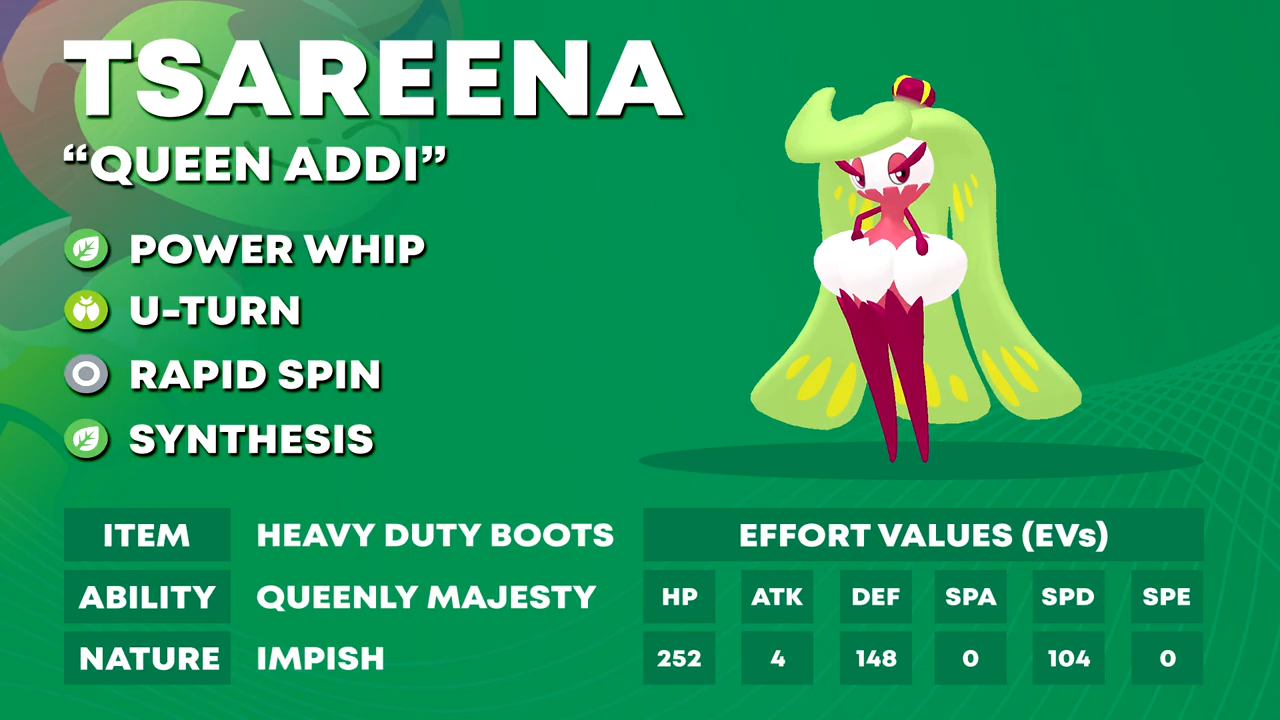 TSAREENA
“QUEEN ADDI”
POWER WHIP
U-TURN
RAPID SPIN
SYNTHESIS
ITEM HEAVY DUTY BOOTS
ABILITY QUEENLY MAJESTY
NATURE IMPISH
EFFORT VALUES (EVs)
HP ATK DEF SPA SPD SPE
252 4 148 0 104 0